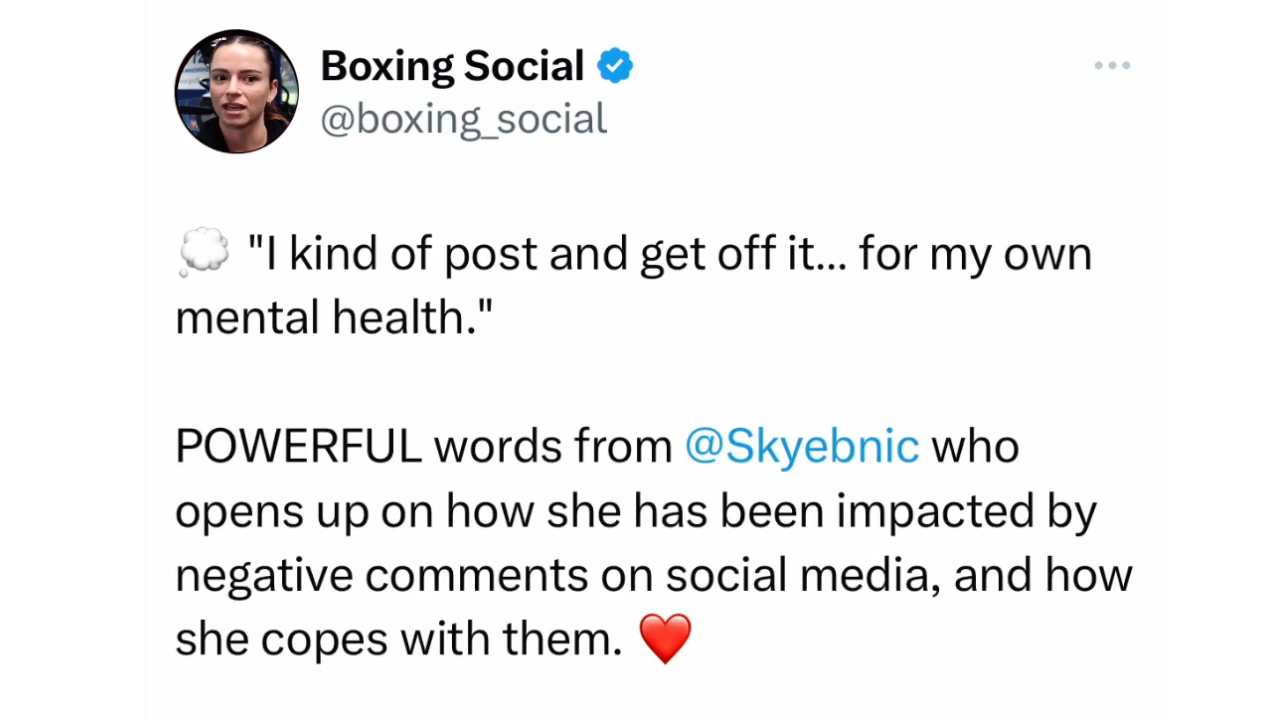 Boxing Social
@boxing_social
💭 "I kind of post and get off it... for my own
mental health."
POWERFUL words from @Skyebnic who
opens up on how she has been impacted by
negative comments on social media, and how
she copes with them. ❤️